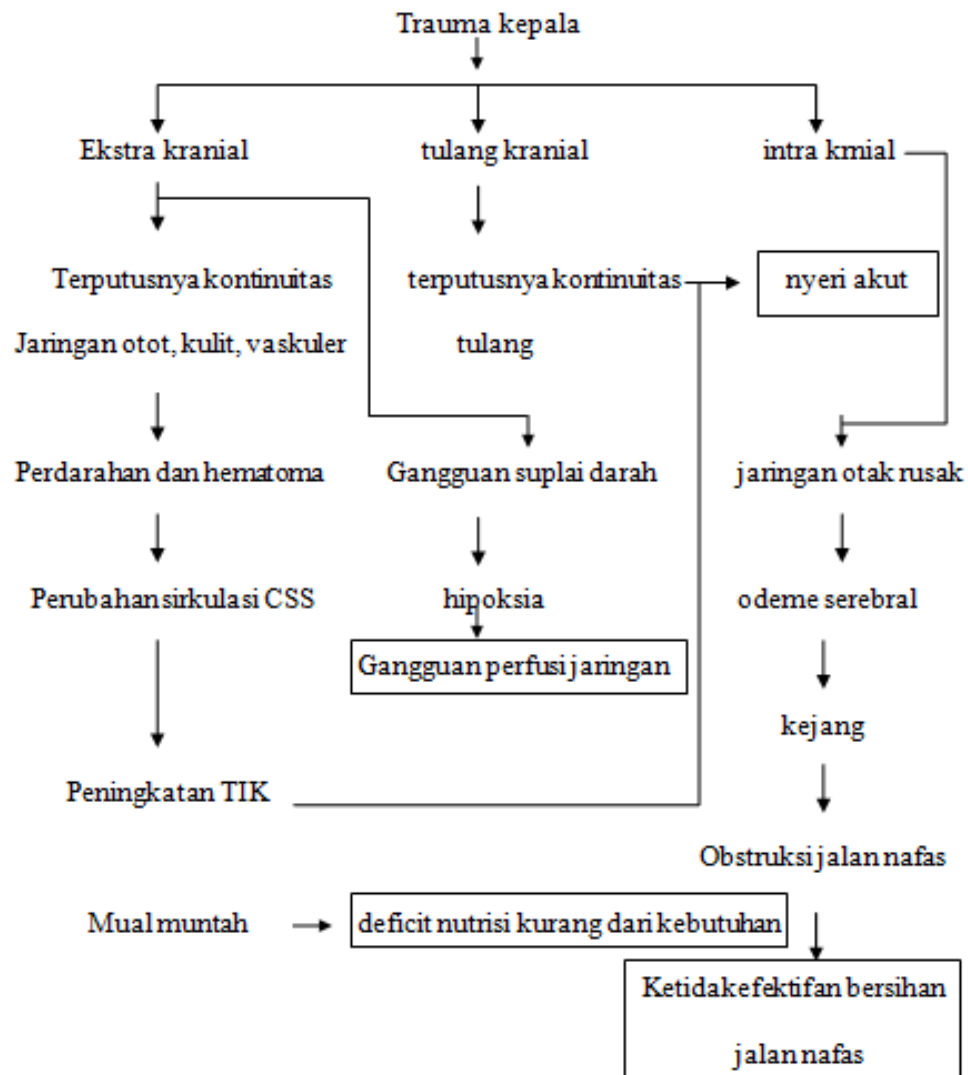 Trauma kepala
Ekstra kranial
tulang kranial
intra krnial
Terputusnya kontinuitas
terputusnya kontinuitas
nyeri akut
Jaringan otot, kulit, vaskuler
tulang
Perdarahan dan hematoma
Gangguan suplai darah
jaringan otak rusak
Perubahan sirkulasi CSS
hipoksia
odeme serebral
Gangguan perfusi jaringan
kejang
Peningkatan TIK
Obstruksi jalan nafas
Mual muntah
deficit nutrisi kurang dari kebutuhan
Ketidakefektifan bersihan
jalan nafas